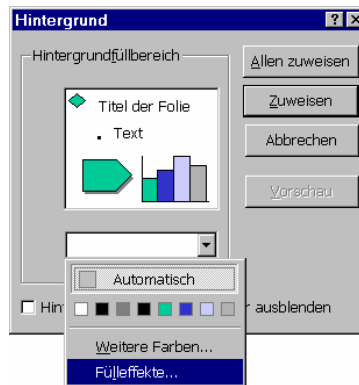 Hintergrund
Hintergrundfüllbereich
Titel der Folie
Text
Allen zuweisen
Zuweisen
Abbrechen
Vorschau
Automatisch
Hin
ausblenden
Weitere Farben...
Fülleffekte...